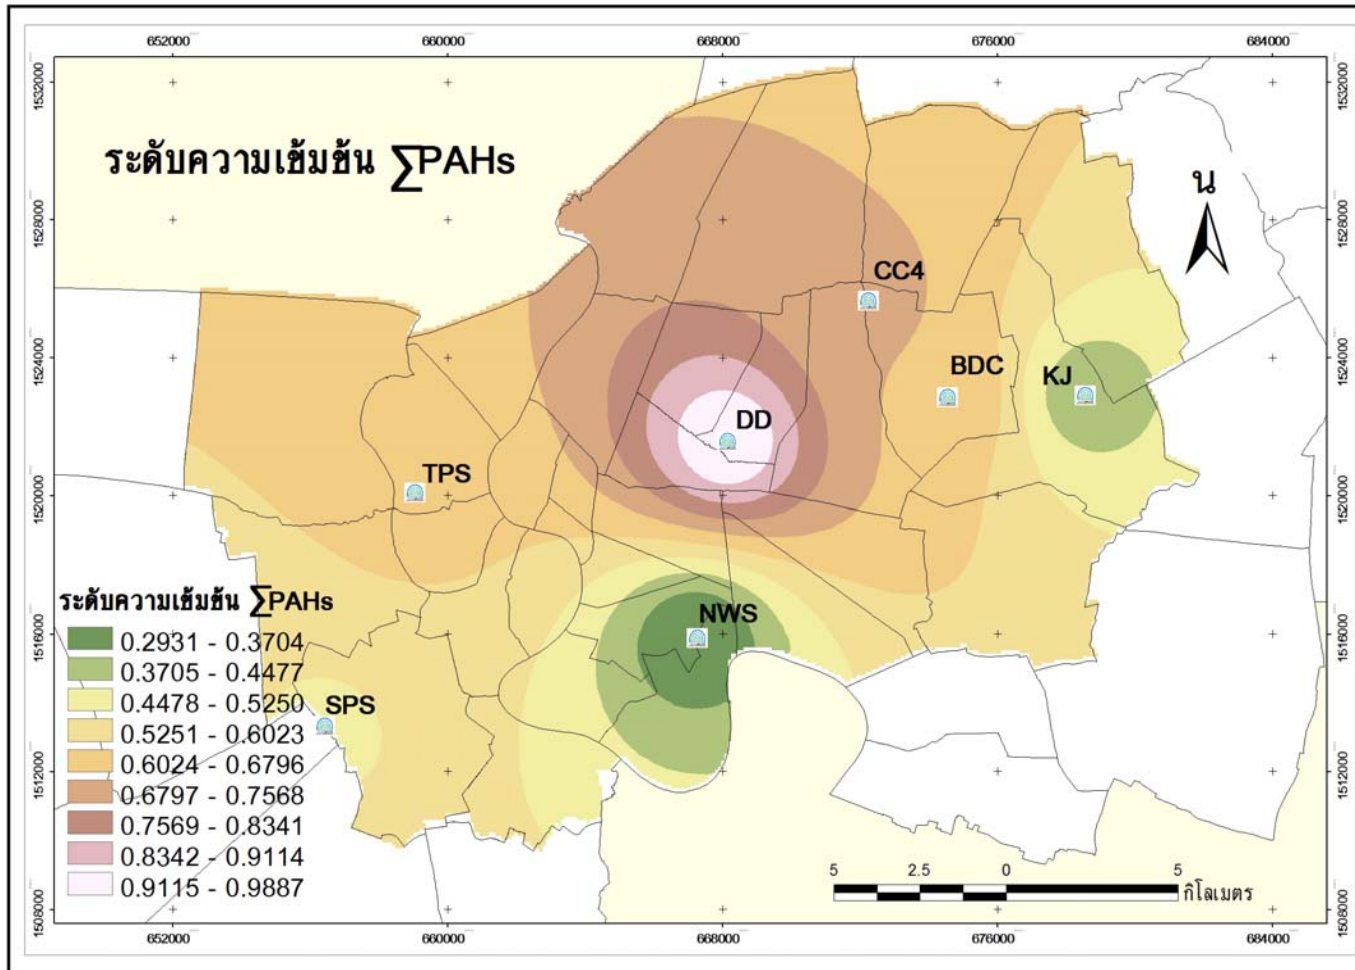 652000 660000 668000 676000 684000
1532000 1532000
ระดับความเข้มข้น ∑PAHs
น
1528000 1528000
CC4
1524000 1524000
BDC
KJ
DD
TPS
1520000 1520000
ระดับความเข้มข้น ∑PAHs
NWS
0.2931 - 0.3704
1516000 1516000
0.3705 - 0.4477
0.4478 - 0.5250
SPS
0.5251 - 0.6023
0.6024 - 0.6796
1512000 1512000
0.6797 - 0.7568
0.7569 - 0.8341
0.8342 - 0.9114
5 2.5 0 5
0.9115 - 0.9887
กิโลเมตร
1508000 1508000
652000 660000 668000 676000 684000